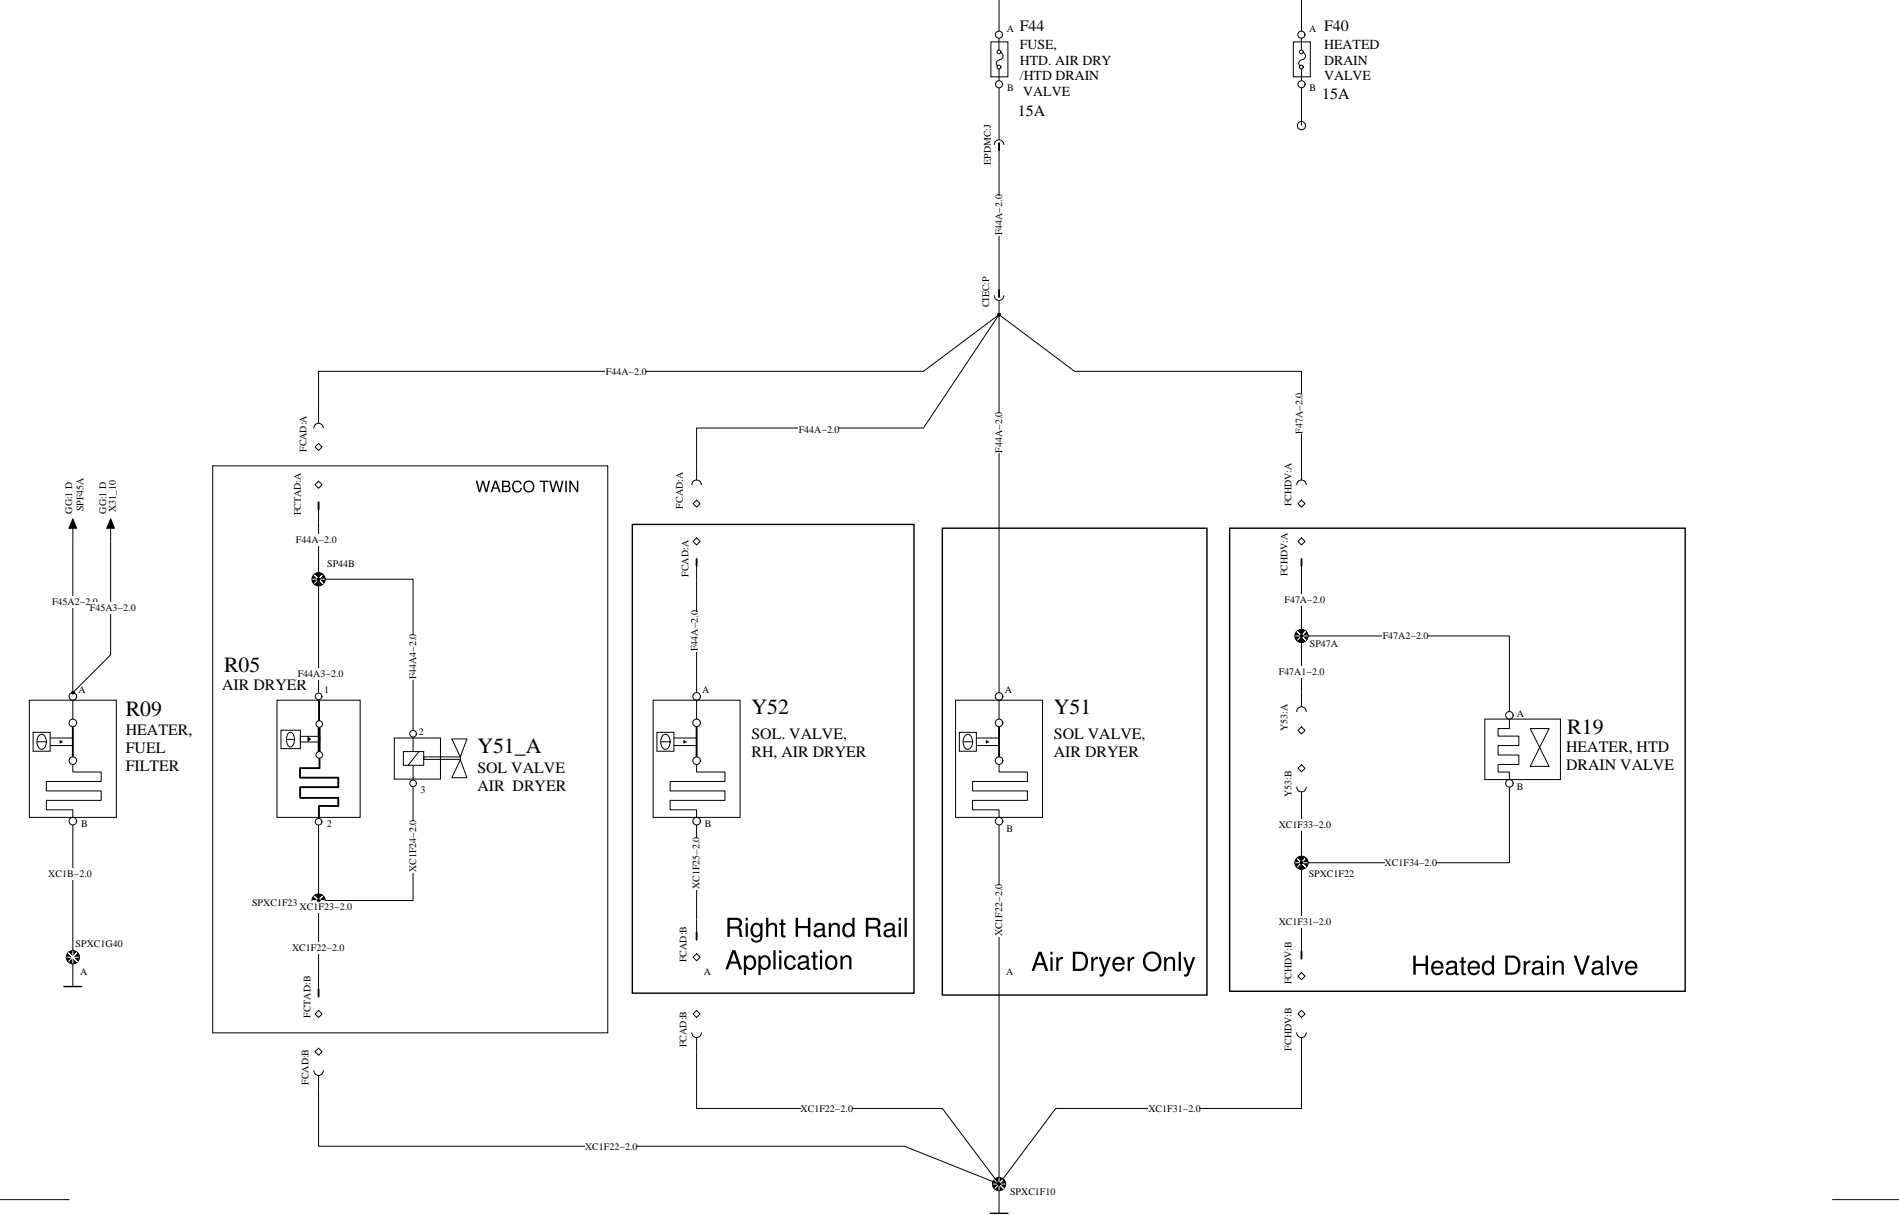 A F44
FUSE,
HTD. AIR DRY
/HTD DRAIN
VALVE
B
15A
A F40
HEATED
DRAIN
VALVE
B
15A
EPDMC:J
F44A-2.0
C1EC:P
F44A-2.0
F44A-2.0
F44A-2.0
F47A-2.0
FCAD:A
FCAD:A
FCHDV:A
GG:1 D
SPF45A
GG:1 D
X31_10
F45A2-2.0
F45A3-2.0
A
R09
HEATER,
FUEL
FILTER
B
XC1B-2.0
SPXC1G40
A
WABCO TWIN
FCTAD:A
F44A-2.0
SP44B
F44A4-2.0
F44A3-2.0
R05
AIR DRYER
1
2
2
Y51_A
SOL VALVE
AIR DRYER
3
XC1F24-2.0
SPXC1F23
XC1F23-2.0
XC1F22-2.0
FCTAD:B
FCAD:B
FCAD:A
F44A-2.0
A
Y52
SOL. VALVE,
RH, AIR DRYER
B
XC1F25-2.0
FCAD:B
A
Right Hand Rail
Application
FCAD:B
A
Y51
SOL VALVE,
AIR DRYER
B
XC1F22-2.0
A
Air Dryer Only
FCHDV:A
F47A-2.0
SP47A
F47A2-2.0
F47A1-2.0
Y53:A
Y53:B
A
R19
HEATER, HTD
DRAIN VALVE
B
XC1F33-2.0
XC1F34-2.0
SPXC1F22
XC1F31-2.0
FCHDV:B
Heated Drain Valve
FCHDV:B
XC1F22-2.0
XC1F31-2.0
XC1F22-2.0
SPXC1F10